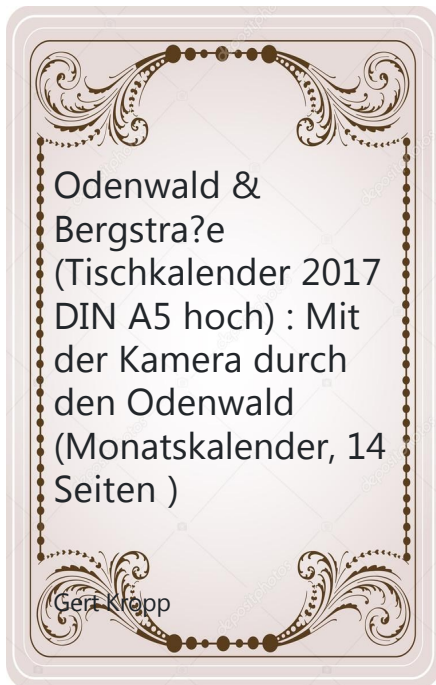 Odenwald &
Bergstra?e
(Tischkalender 2017
DIN A5 hoch) : Mit
der Kamera durch
den Odenwald
(Monatskalender, 14
Seiten )
Gert Kropp